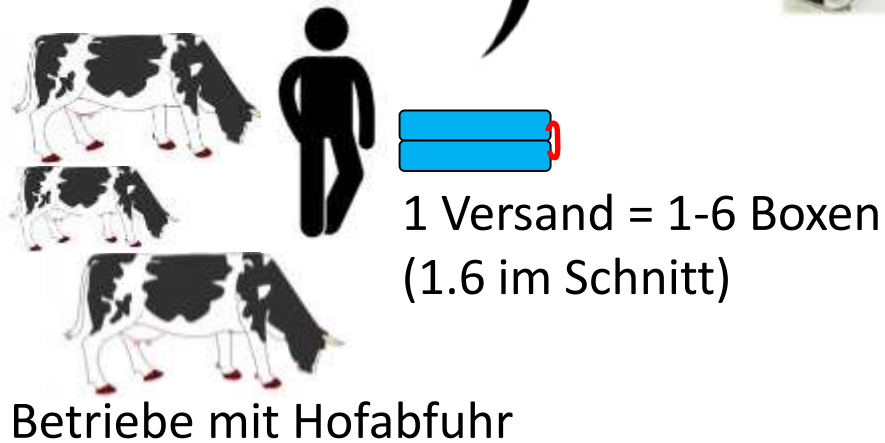 1 Versand = 1-6 Boxen
(1.6 im Schnitt)
Betriebe mit Hofabfuhr